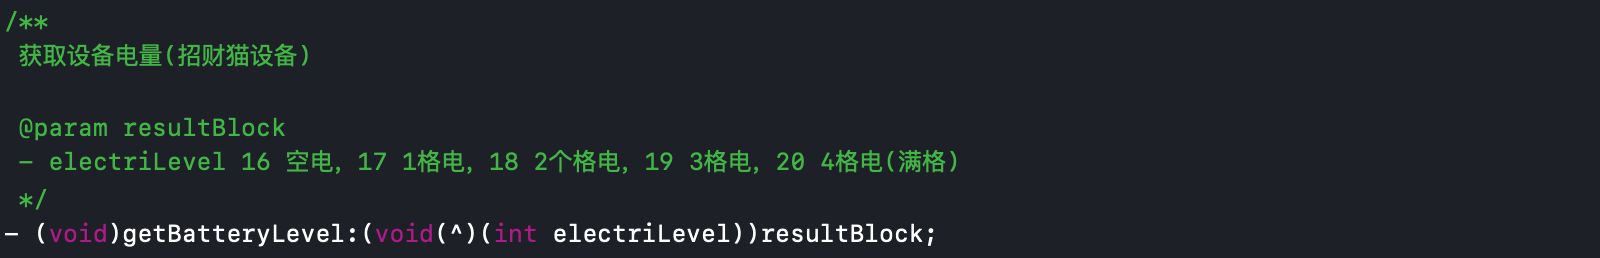 /**
获取设备电量(招财猫设备)
@param resultBlock
- electriLevel 16 空电, 17 1格电, 18 2个格电, 19 3格电, 20 4格电(满格)
*/
- (void)getBatteryLevel:(void(^)(int electriLevel))resultBlock;